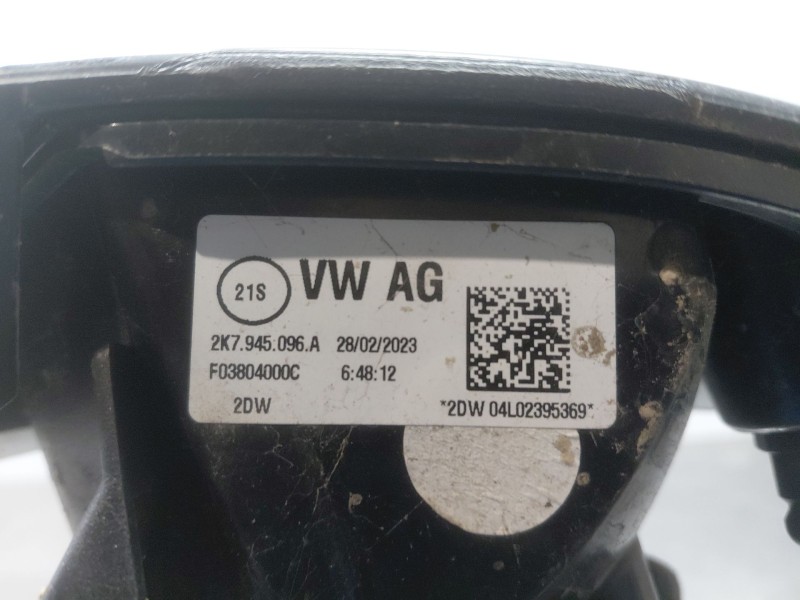 21S
VW AG
2K7.945.096.A 28/02/2023
F03804000C 6:48:12
2DW *2DW 04L02395369*